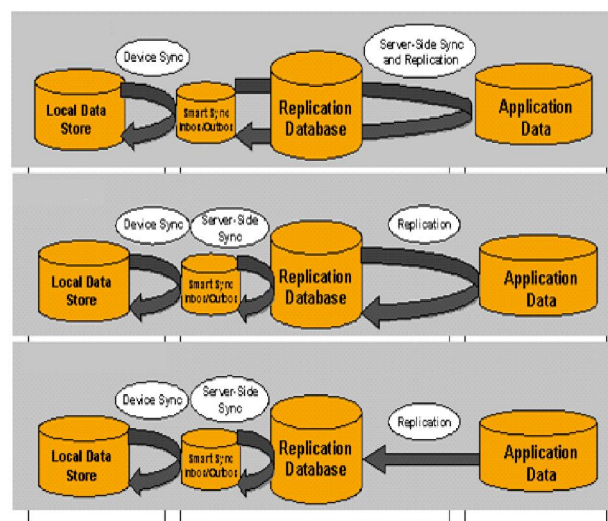 Device Sync
Server-Side Sync
and Replication
Local Data
Store
Smart Sync
Inbox/Outbox
Replication
Database
Application
Data
Device Sync
Server-Side
Sync
Replication
Local Data
Store
Smart Sync
Inbox/Outbox
Replication
Database
Application
Data
Device Sync
Server-Side
Sync
Replication
Local Data
Store
Smart Sync
Inbox/Outbox
Replication
Database
Application
Data